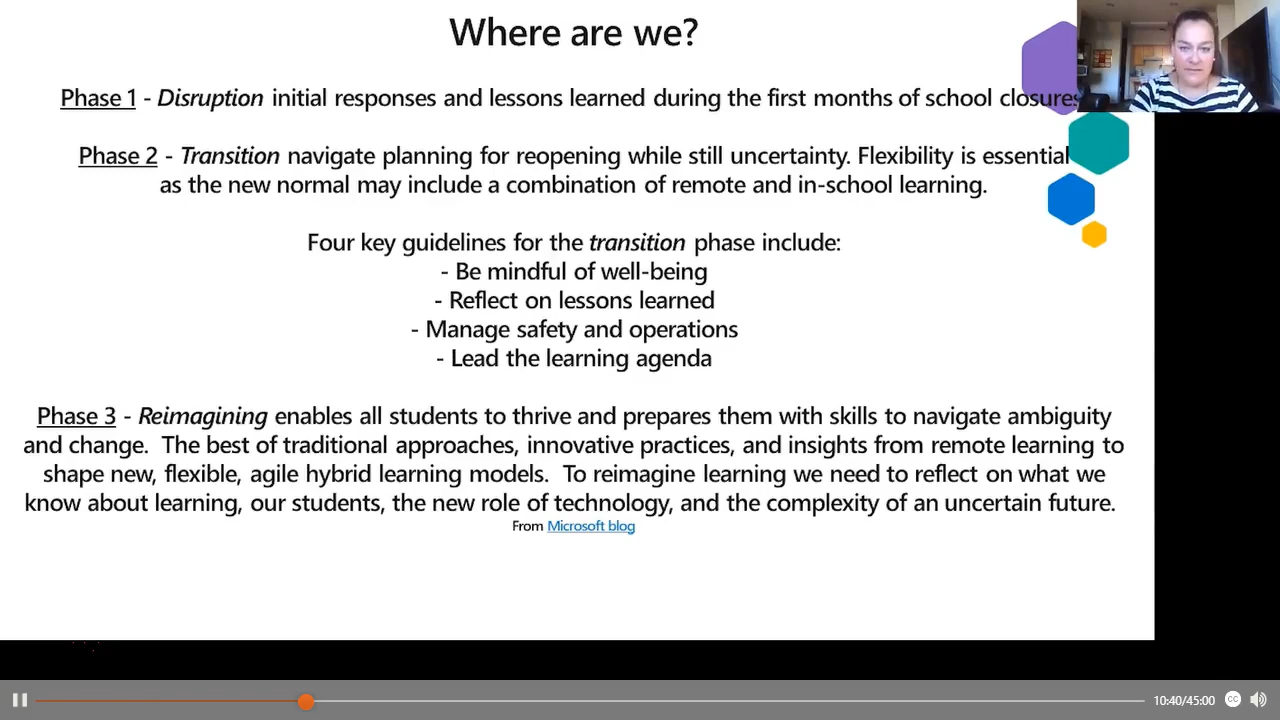 Where are we?
Phase 1 - Disruption initial responses and lessons learned during the first months of school closures
Phase 2 - Transition navigate planning for reopening while still uncertainty. Flexibility is essential
as the new normal may include a combination of remote and in-school learning.
Four key guidelines for the transition phase include:
- Be mindful of well-being
- Reflect on lessons learned
- Manage safety and operations
- Lead the learning agenda
Phase 3 - Reimagining enables all students to thrive and prepares them with skills to navigate ambiguity
and change. The best of traditional approaches, innovative practices, and insights from remote learning to
shape new, flexible, agile hybrid learning models. To reimagine learning we need to reflect on what we
know about learning, our students, the new role of technology, and the complexity of an uncertain future.
From Microsoft blog
10:40/45:00 CC